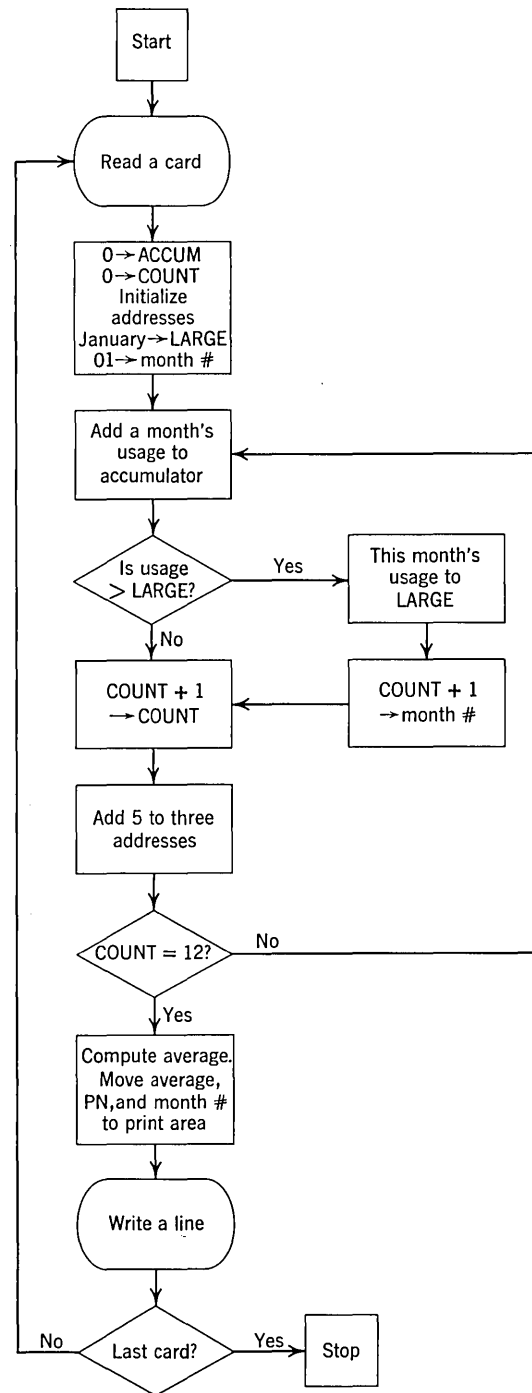 Start
Read a card
0→ACCUM
0→COUNT
Initialize
addresses
January→LARGE
01→month #
Add a month's
usage to
accumulator
Is usage
> LARGE?
Yes
This month's
usage to
LARGE
No
COUNT + 1
→COUNT
COUNT + 1
→month #
Add 5 to three
addresses
COUNT = 12?
No
Yes
Compute average.
Move average,
PN,and month #
to print area
Write a line
No
Last card?
Yes
Stop